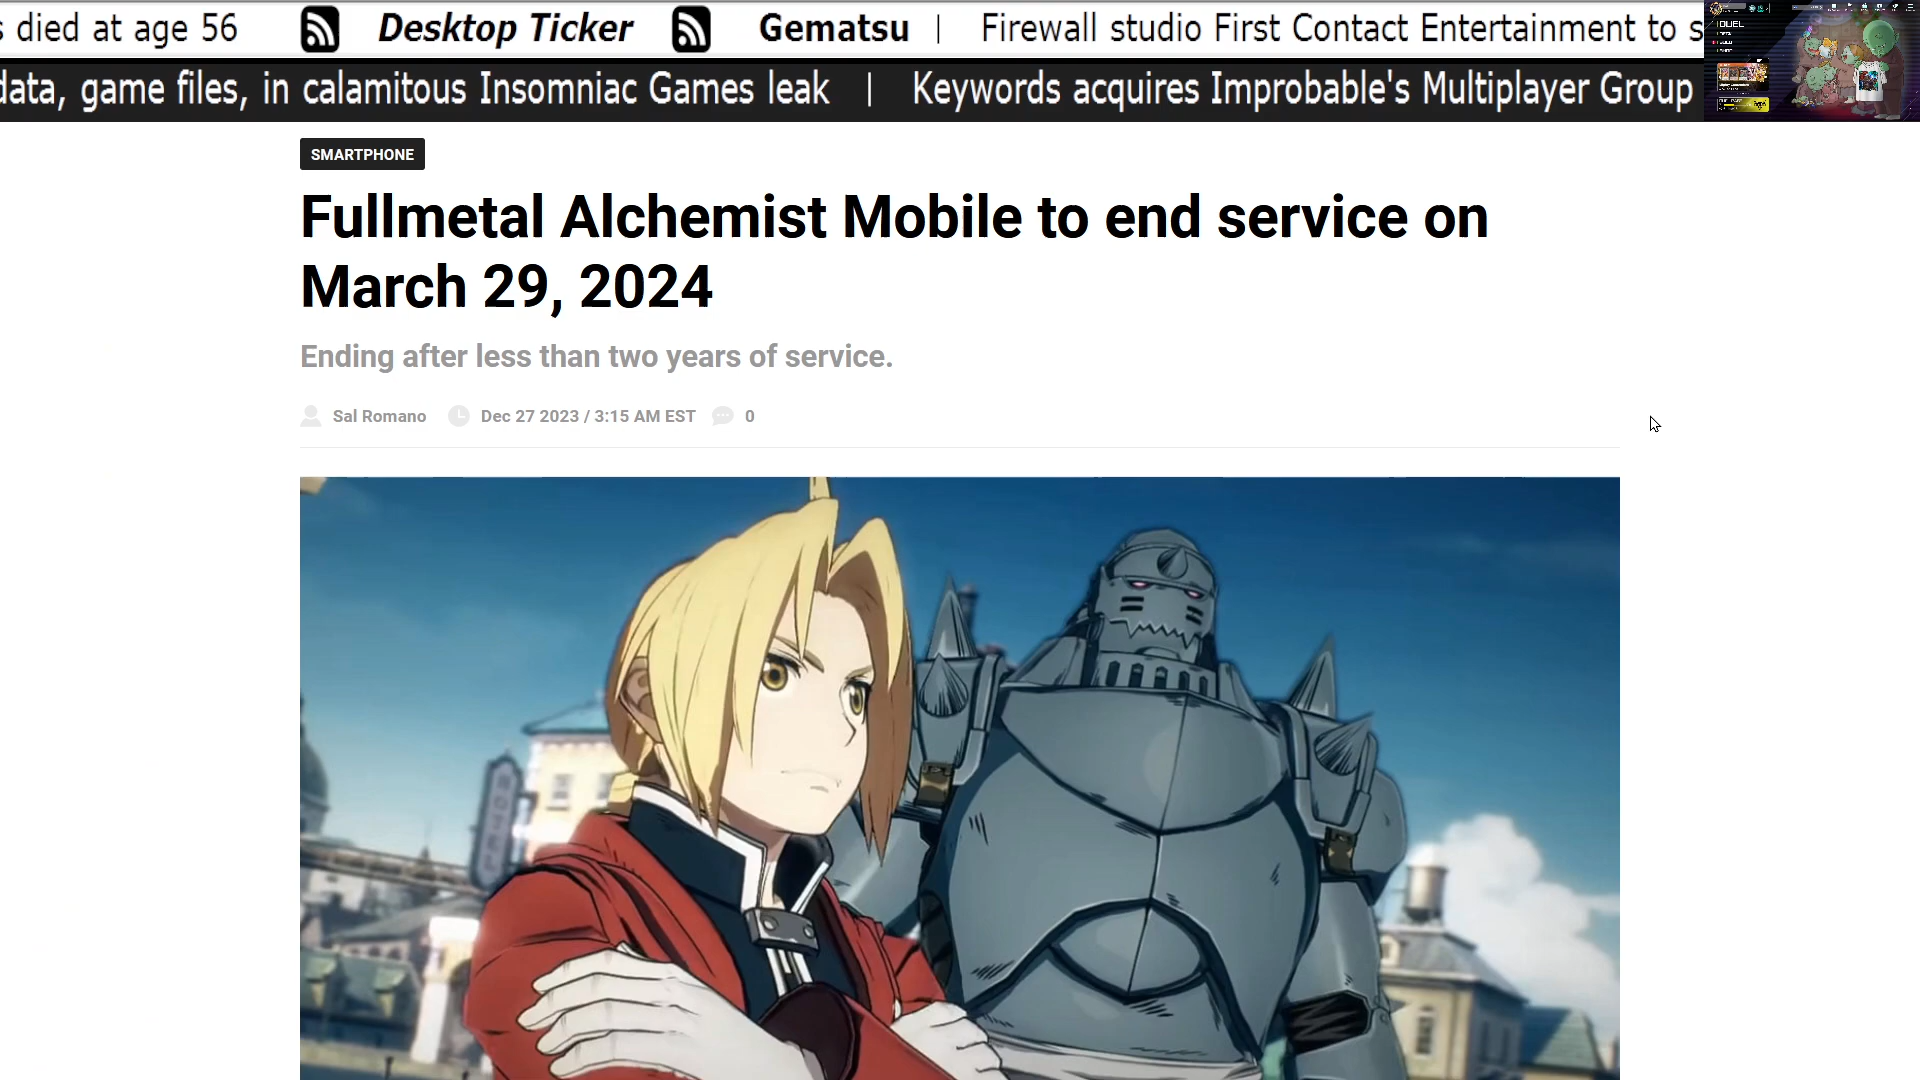 s died at age 56 Desktop Ticker Gematsu | Firewall studio First Contact Entertainment to s
data, game files, in calamitous Insomniac Games leak | Keywords acquires Improbable's Multiplayer Group
SMARTPHONE
Fullmetal Alchemist Mobile to end service on
March 29, 2024
Ending after less than two years of service.
Sal Romano Dec 27 2023 / 3:15 AM EST 0
HOTEL
DUEL